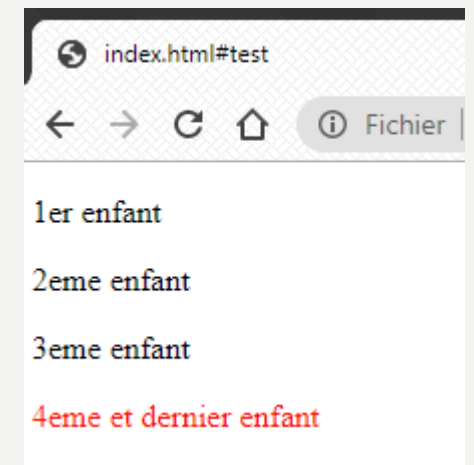 index.html#test
Fichier
1er enfant
2eme enfant
3eme enfant
4eme et dernier enfant